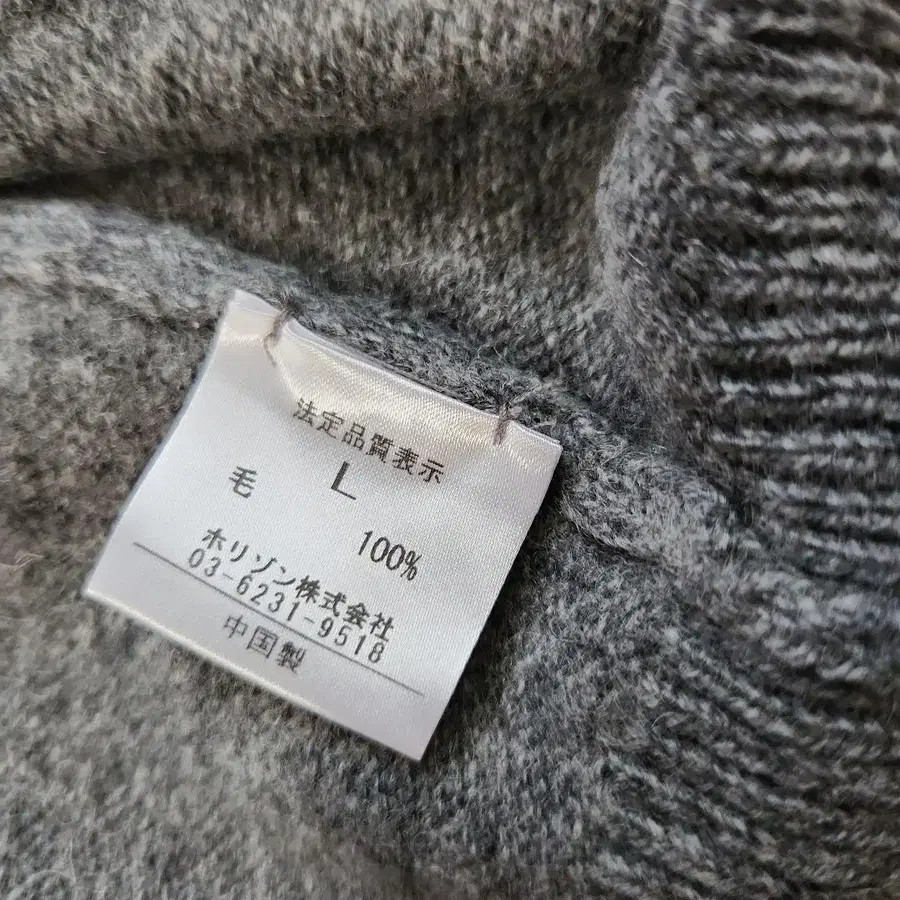 法定品質表示
L
毛 100%
ホリゾン株式会社
03-6231-9518
中国製